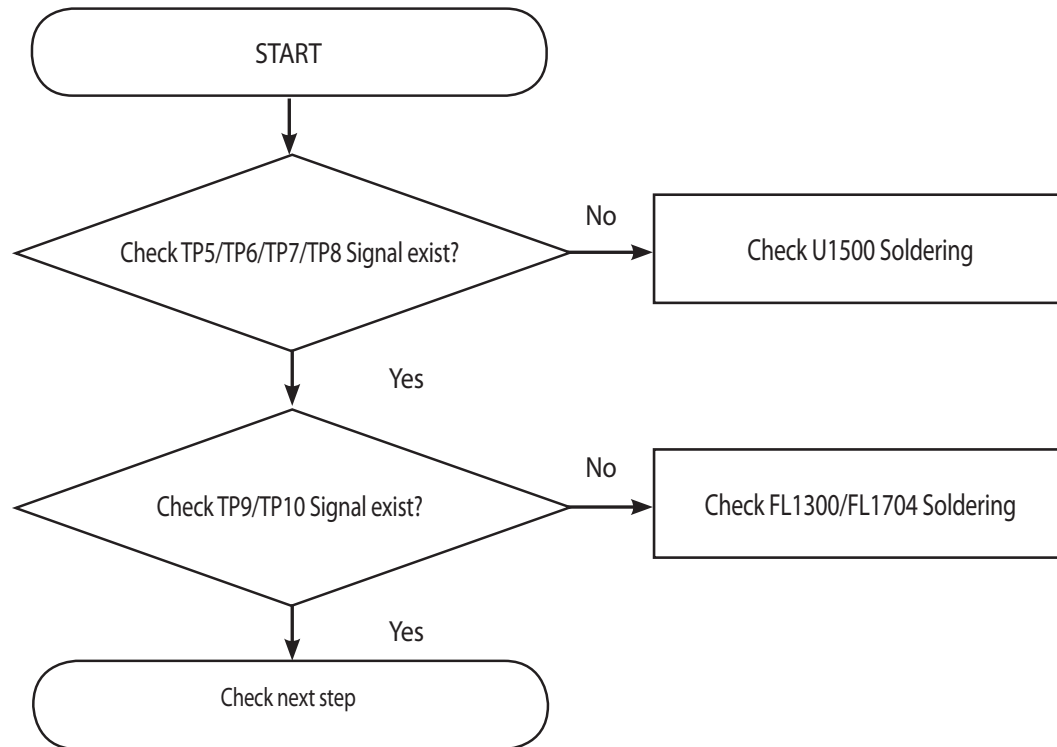 START
Check TP5/TP6/TP7/TP8 Signal exist?
No
Check U1500 Soldering
Yes
Check TP9/TP10 Signal exist?
No
Check FL1300/FL1704 Soldering
Yes
Check next step